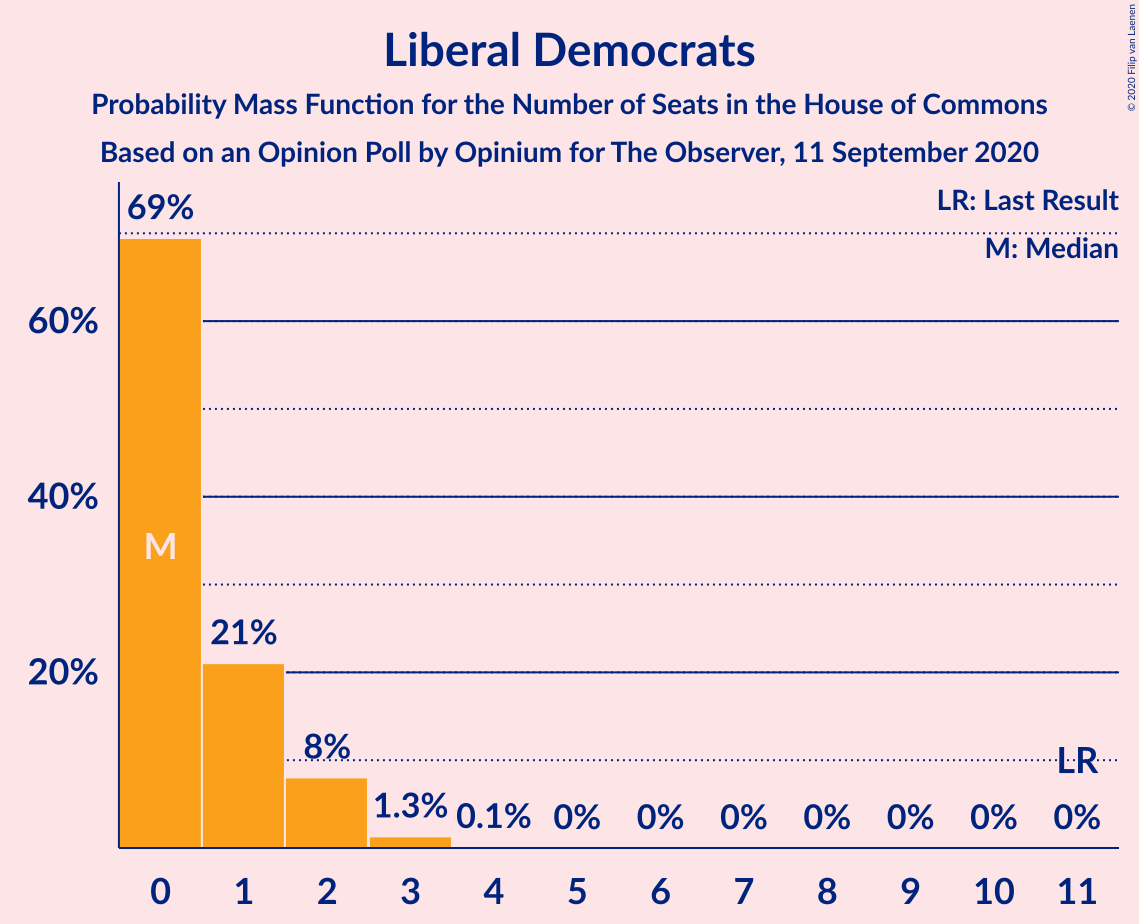 Liberal Democrats
Probability Mass Function for the Number of Seats in the House of Commons
Based on an Opinion Poll by Opinium for The Observer, 11 September 2020
© 2020 Filip van Laenen
LR: Last Result
M: Median
69%
60%
40%
M
21%
20%
8%
LR
1.3%
0.1%
0%
0%
0%
0%
0%
0%
0%
0 1 2 3 4 5 6 7 8 9 10 11